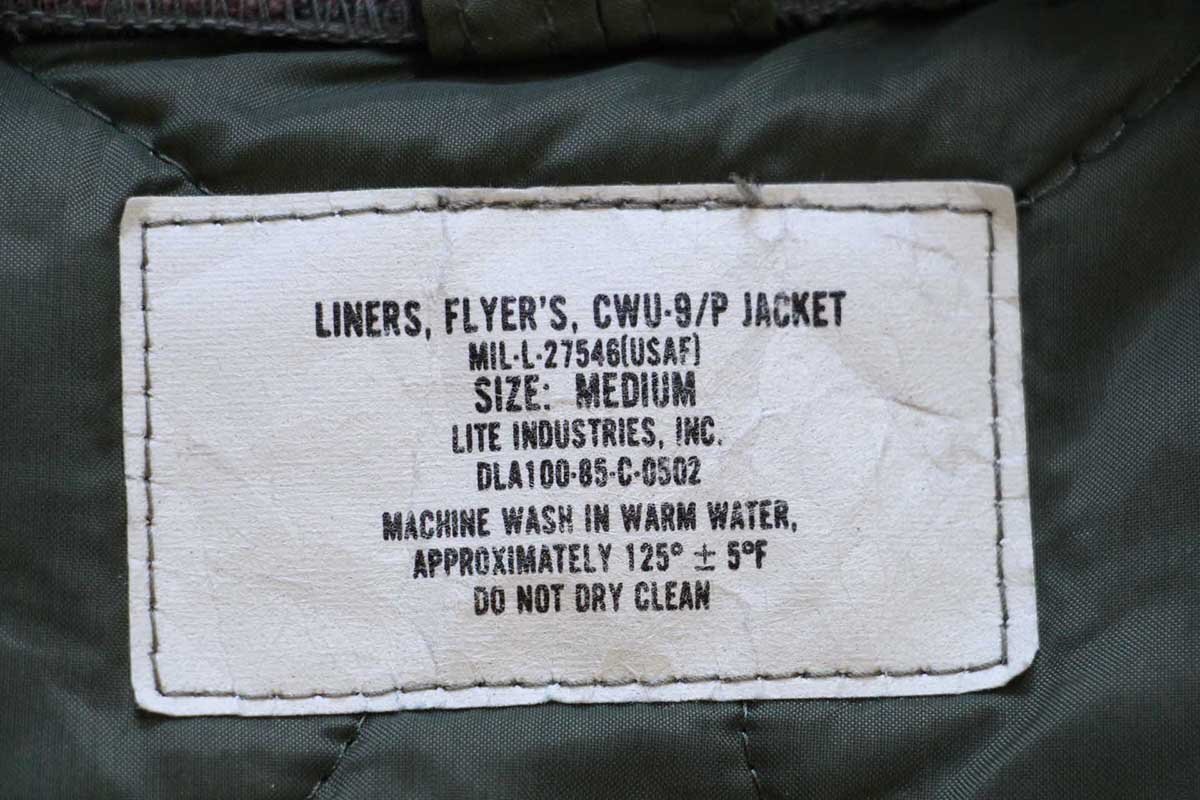 LINERS, FLYER'S, CWU-9/P JACKET
MIL-L-27546(USAF)
SIZE: MEDIUM
LITE INDUSTRIES, INC.
DLA100-85-C-0502
MACHINE WASH IN WARM WATER,
APPROXIMATELY 125° ± 5°F
DO NOT DRY CLEAN